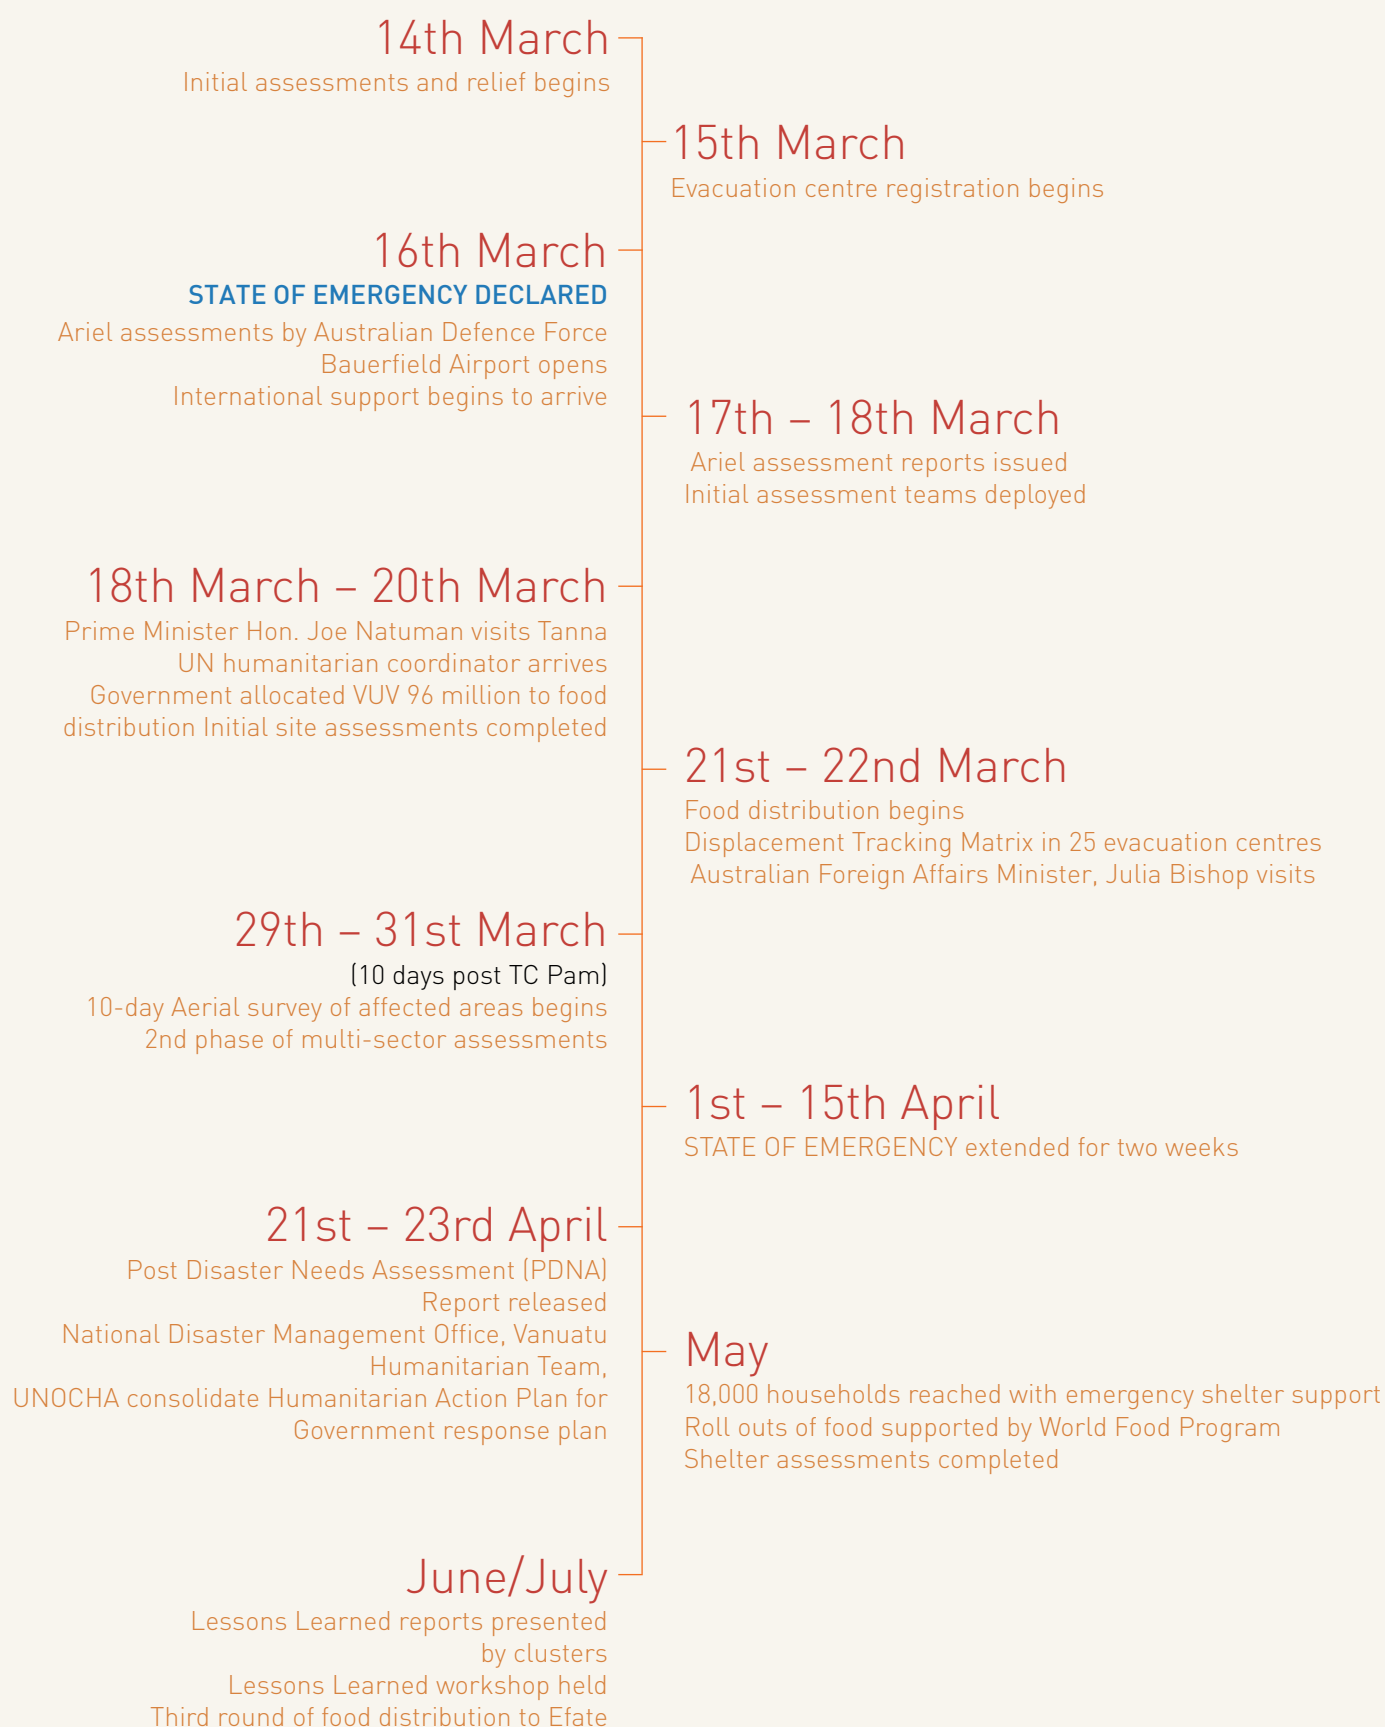 14th March
Initial assessments and relief begins
15th March
Evacuation centre registration begins
16th March
STATE OF EMERGENCY DECLARED
Ariel assessments by Australian Defence Force
Bauerfield Airport opens
International support begins to arrive
17th – 18th March
Ariel assessment reports issued
Initial assessment teams deployed
18th March – 20th March
Prime Minister Hon. Joe Natuman visits Tanna
UN humanitarian coordinator arrives
Government allocated VUV 96 million to food
distribution Initial site assessments completed
21st – 22nd March
Food distribution begins
Displacement Tracking Matrix in 25 evacuation centres
Australian Foreign Affairs Minister, Julia Bishop visits
29th – 31st March
(10 days post TC Pam)
10-day Aerial survey of affected areas begins
2nd phase of multi-sector assessments
1st – 15th April
STATE OF EMERGENCY extended for two weeks
21st – 23rd April
Post Disaster Needs Assessment (PDNA)
Report released
National Disaster Management Office, Vanuatu
Humanitarian Team,
UNOCHA consolidate Humanitarian Action Plan for
Government response plan
May
18,000 households reached with emergency shelter support
Roll outs of food supported by World Food Program
Shelter assessments completed
June/July
Lessons Learned reports presented
by clusters
Lessons Learned workshop held
Third round of food distribution to Efate